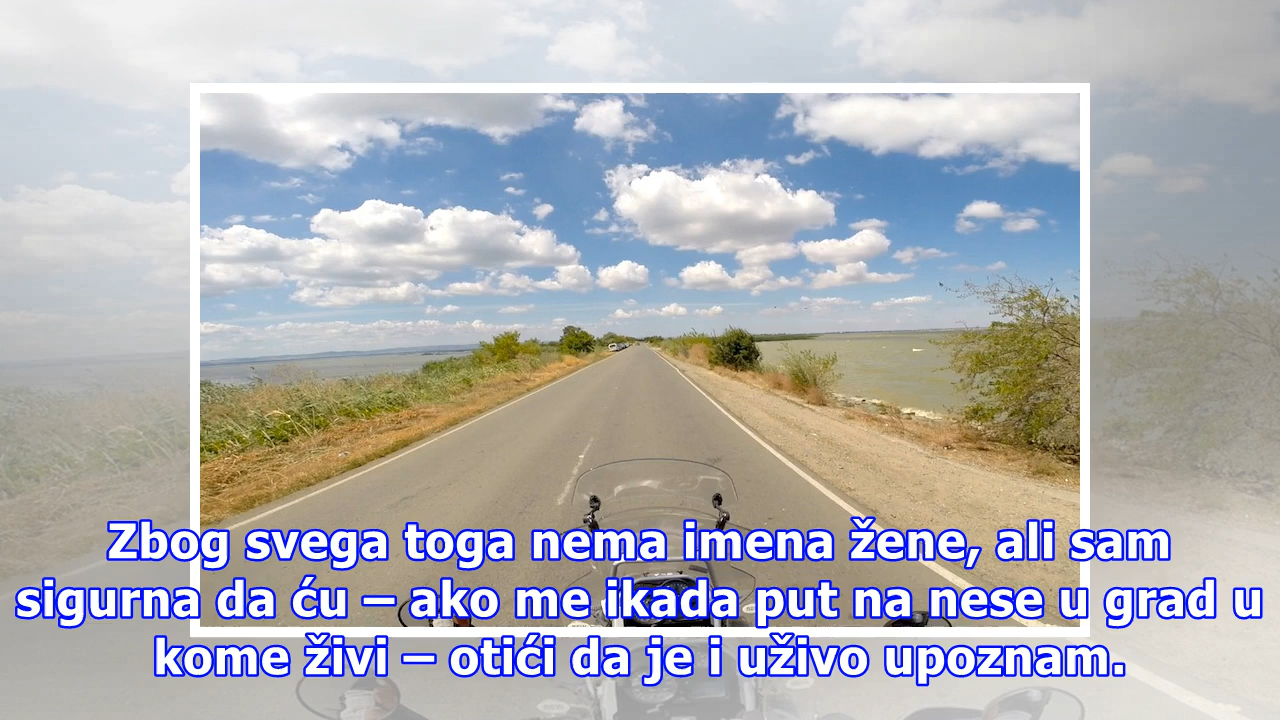 Zbog svega toga nema imena žene, ali sam
sigurna da ću – ako me ikada put na nese u grad u
kome živi – otići da je i uživo upoznam.